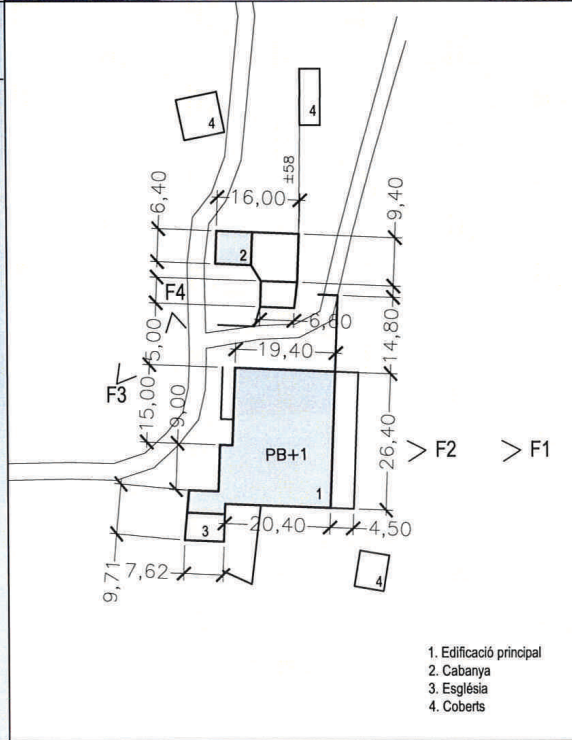 4
4
±58
6,40
16,00
9,40
2
F4
6,60
5,00
14,80
19,40
F3
15,00
9,00
PB+1
26,40
F2
F1
1
3
20,40
4,50
9,71
7,62
4
1. Edificació principal
2. Cabanya
3. Església
4. Coberts